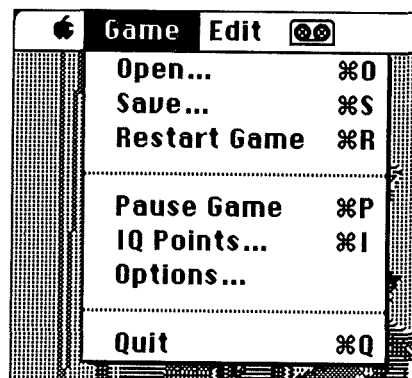 Game Edit
Open... ⌘O
Save... ⌘S
Restart Game ⌘R
Pause Game ⌘P
IQ Points... ⌘I
Options...
Quit ⌘Q